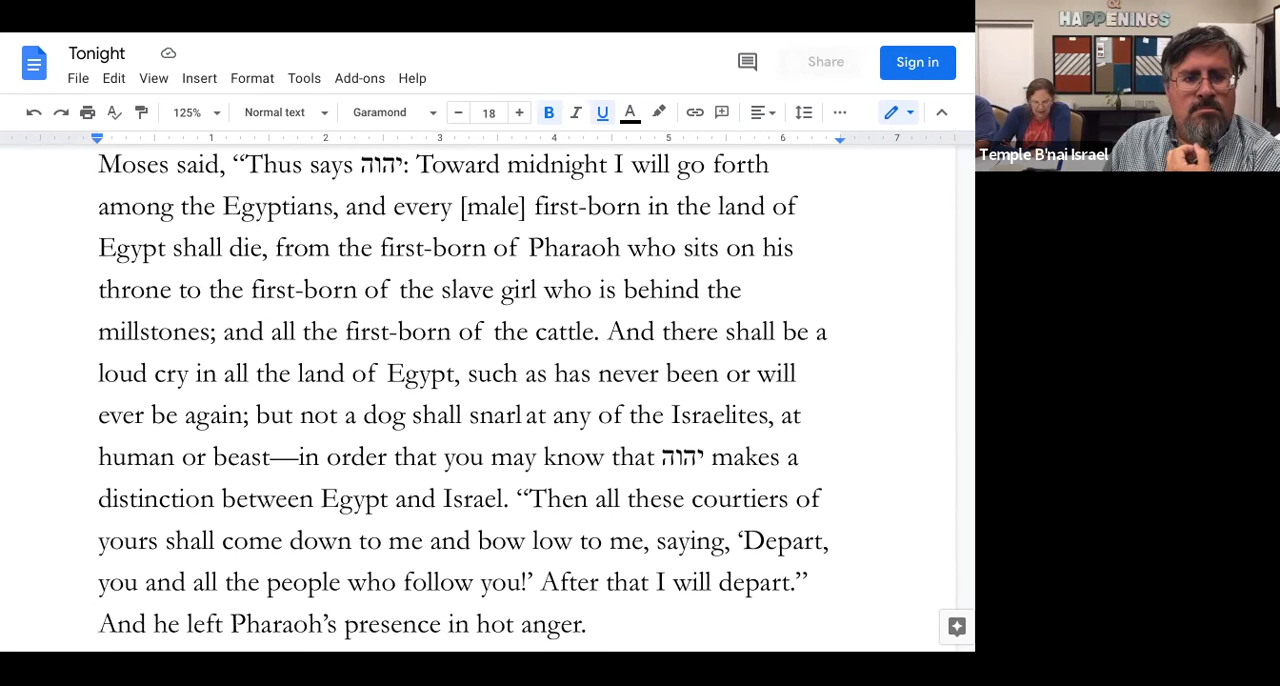 Tonight
File Edit View Insert Format Tools Add-ons Help
Share
Sign in
125% Normal text Garamond 18 B I U A
1 2 3 4 5 6 7
Moses said, “Thus says יהוה: Toward midnight I will go forth
among the Egyptians, and every [male] first-born in the land of
Egypt shall die, from the first-born of Pharaoh who sits on his
throne to the first-born of the slave girl who is behind the
millstones; and all the first-born of the cattle. And there shall be a
loud cry in all the land of Egypt, such as has never been or will
ever be again; but not a dog shall snarl at any of the Israelites, at
human or beast—in order that you may know that יהוה makes a
distinction between Egypt and Israel. “Then all these courtiers of
yours shall come down to me and bow low to me, saying, ‘Depart,
you and all the people who follow you!’ After that I will depart.”
And he left Pharaoh’s presence in hot anger.
&
HAPPENINGS
Temple B'nai Israel